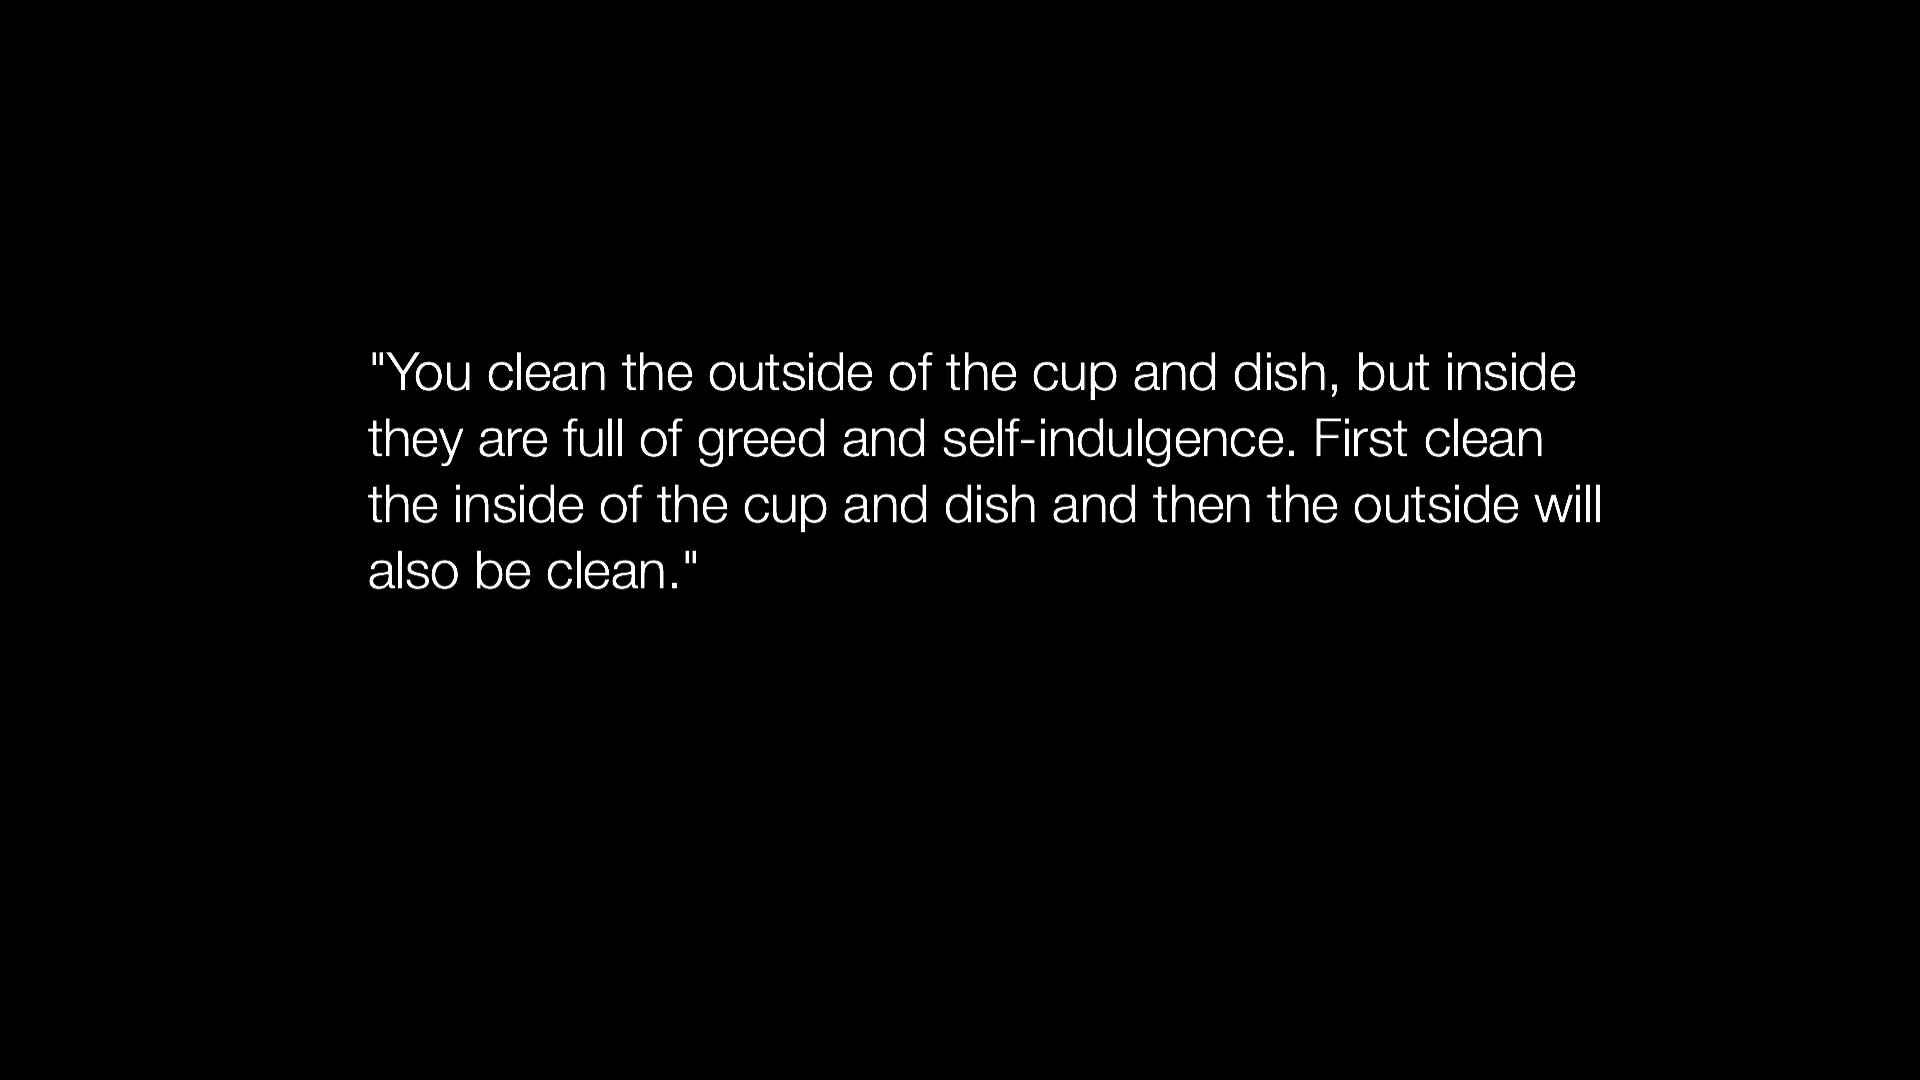 "You clean the outside of the cup and dish, but inside
they are full of greed and self-indulgence. First clean
the inside of the cup and dish and then the outside will
also be clean."